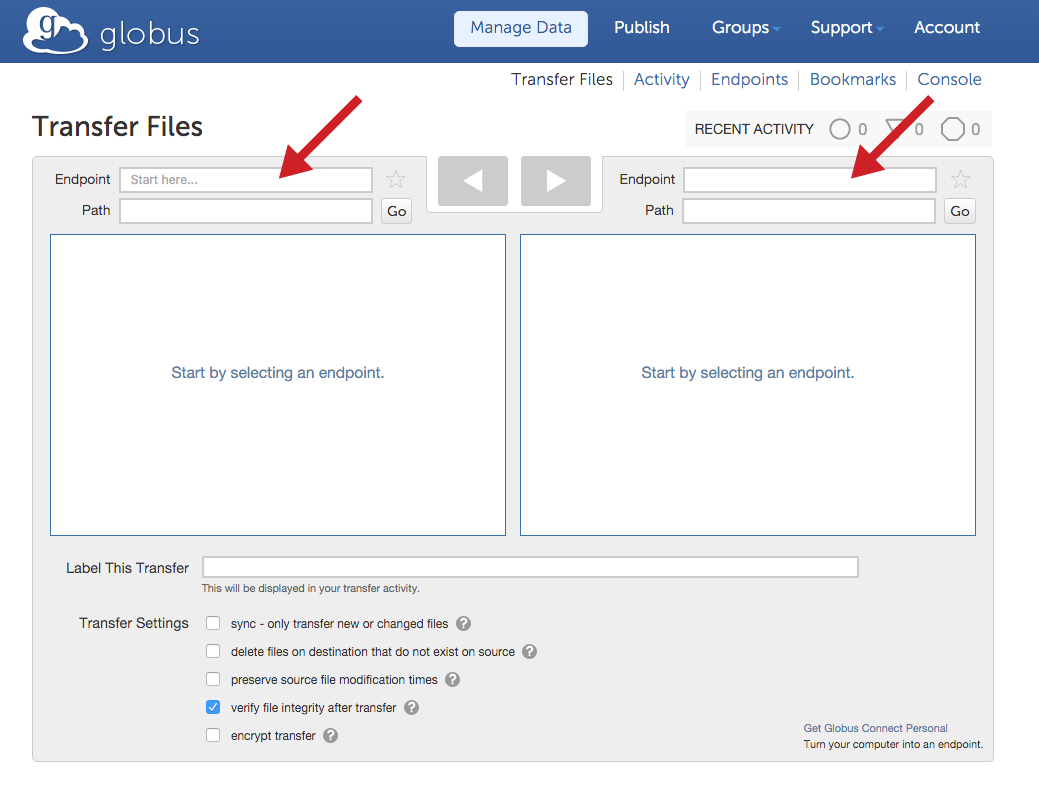 globus
Manage Data Publish Groups Support Account
Transfer Files Activity Endpoints Bookmarks Console
Transfer Files
RECENT ACTIVITY 0 0 0
Endpoint Start here...
Path Go
Endpoint
Path Go
Start by selecting an endpoint.
Start by selecting an endpoint.
Label This Transfer
This will be displayed in your transfer activity.
Transfer Settings
sync - only transfer new or changed files ?
delete files on destination that do not exist on source ?
preserve source file modification times ?
verify file integrity after transfer ?
encrypt transfer ?
Get Globus Connect Personal
Turn your computer into an endpoint.